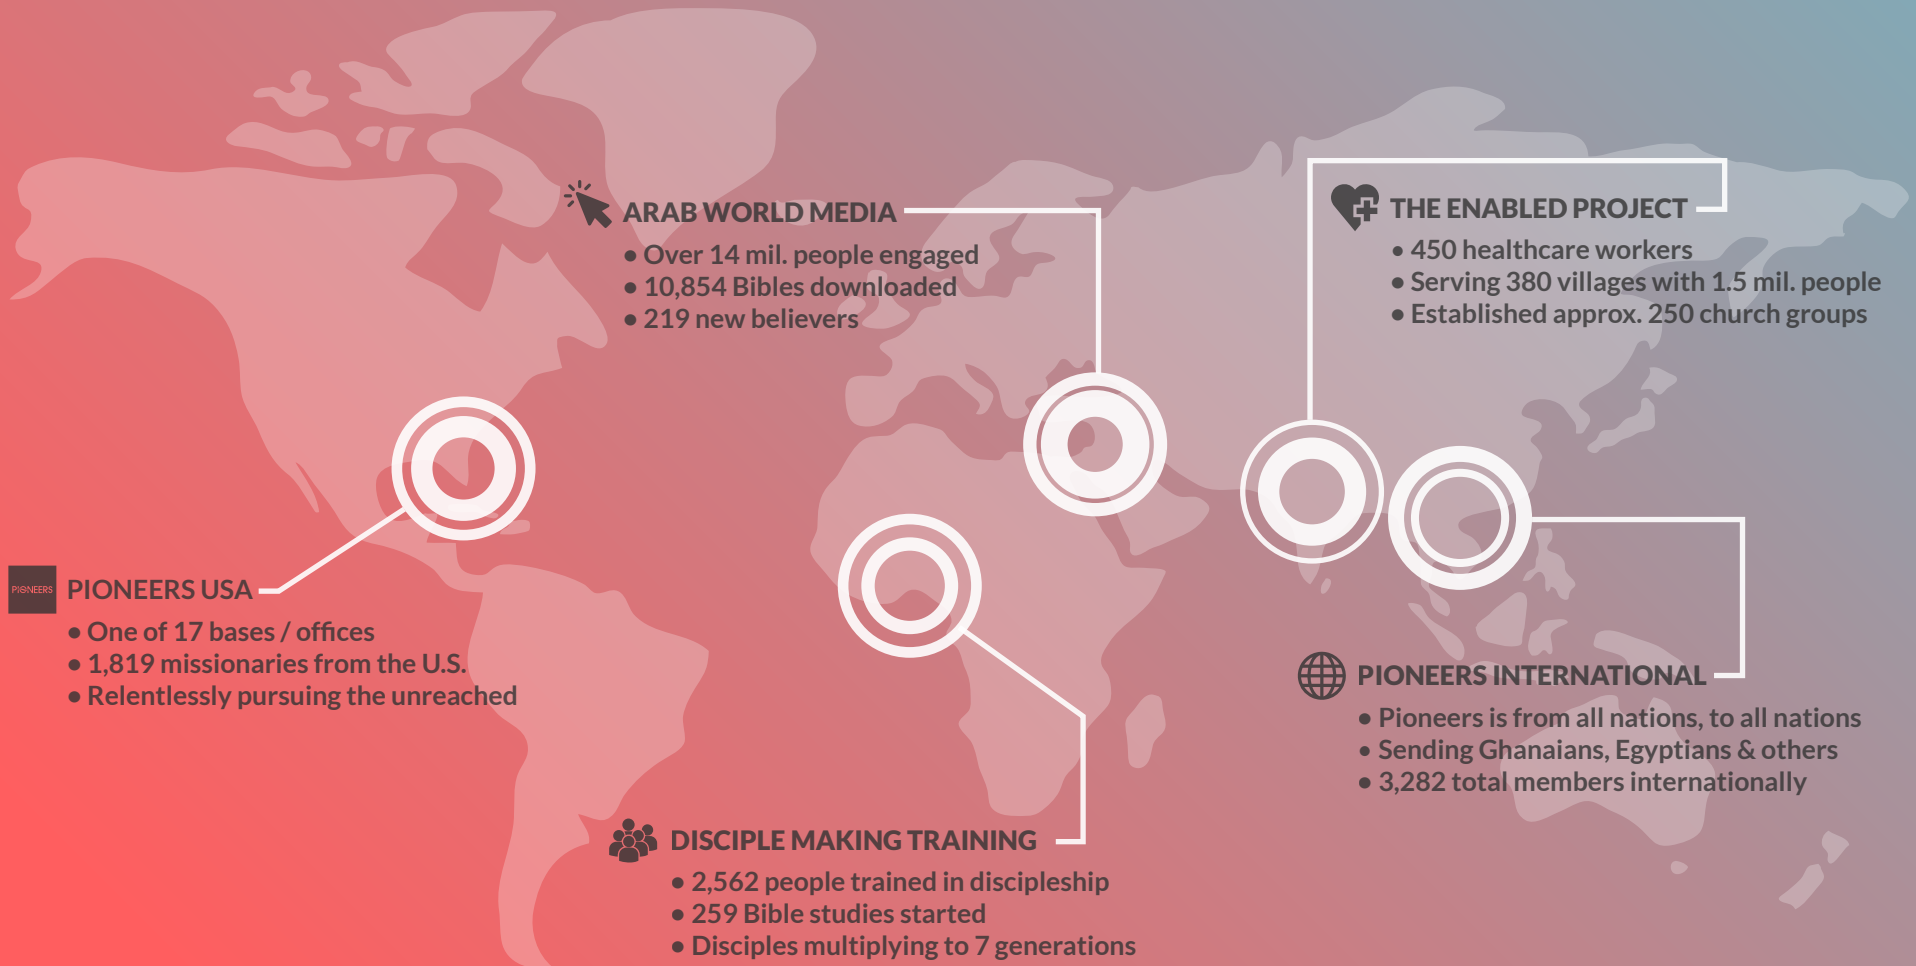 ARAB WORLD MEDIA
● Over 14 mil. people engaged
● 10,854 Bibles downloaded
● 219 new believers
THE ENABLED PROJECT
● 450 healthcare workers
● Serving 380 villages with 1.5 mil. people
● Established approx. 250 church groups
PIONEERS
PIONEERS USA
● One of 17 bases / offices
● 1,819 missionaries from the U.S.
● Relentlessly pursuing the unreached
PIONEERS INTERNATIONAL
● Pioneers is from all nations, to all nations
● Sending Ghanaians, Egyptians & others
● 3,282 total members internationally
DISCIPLE MAKING TRAINING
● 2,562 people trained in discipleship
● 259 Bible studies started
● Disciples multiplying to 7 generations